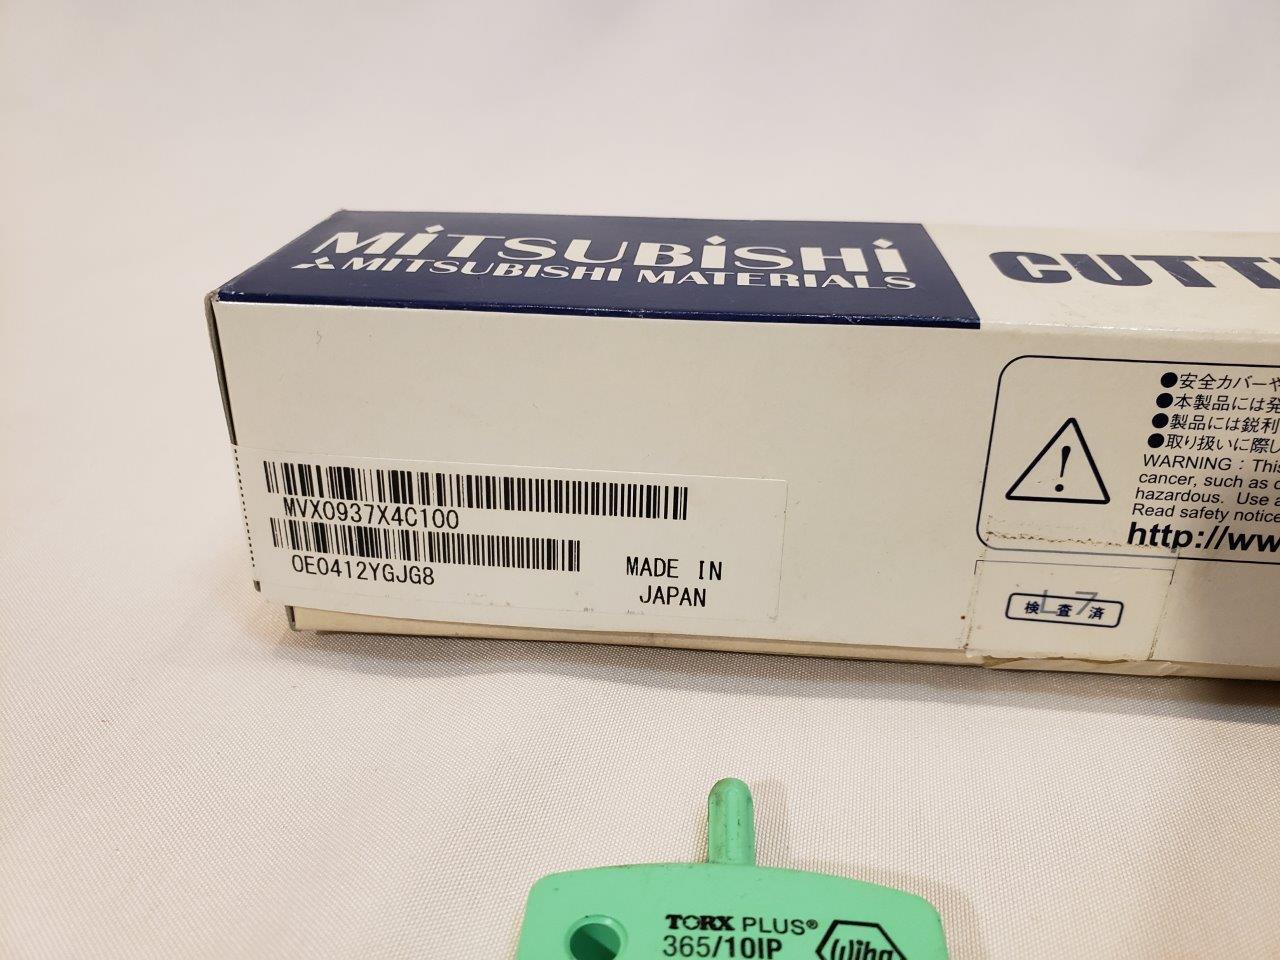 MITSUBISHI
MITSUBISHI MATERIALS
MVX0937X4C100
0E0412YGJG8
MADE IN
JAPAN
●安全カバーや
●本製品には発
●製品には鋭利
●取り扱いに際し
WARNING : This
cancer, such as
hazardous. Use a
Read safety notice
http://ww
L 7
検査済
TORX PLUS®
365/10IP
Wiha